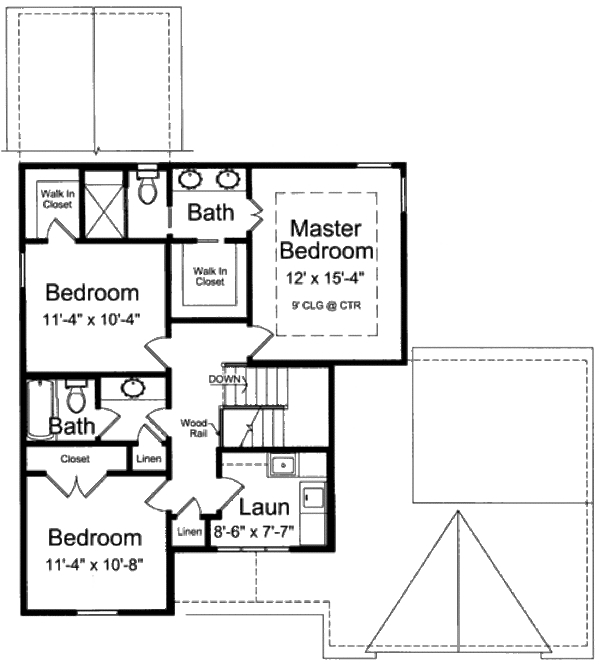 Walk In
Closet
Bath
Master
Bedroom
12' x 15'-4"
9' CLG @ CTR
Walk In
Closet
Bedroom
11'-4" x 10'-4"
DOWN
Wood
Rail
Bath
Closet
Linen
Laun
8'-6" x 7'-7"
Linen
Bedroom
11'-4" x 10'-8"